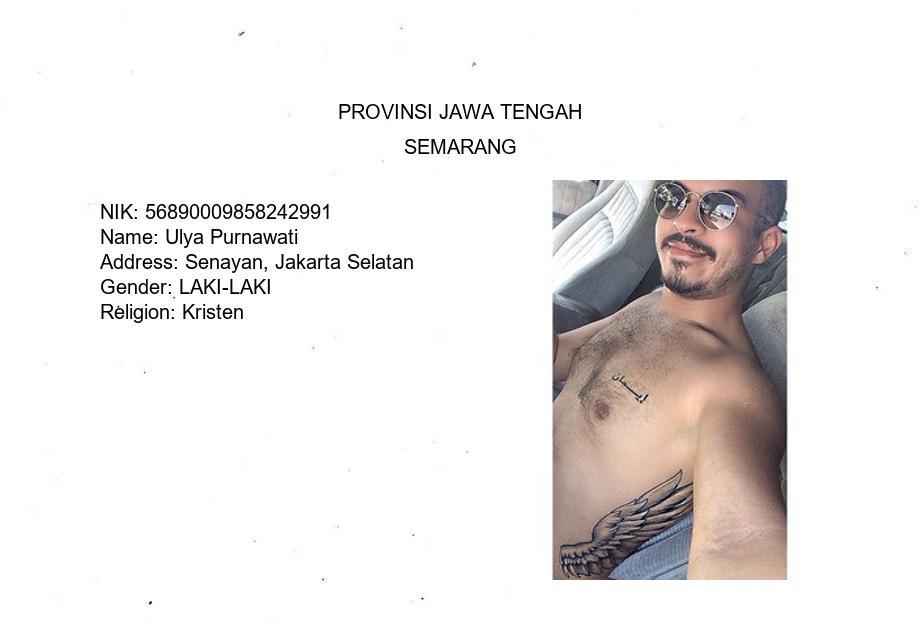 PROVINSI JAWA TENGAH
SEMARANG
NIK: 56890009858242991
Name: Ulya Purnawati
Address: Senayan, Jakarta Selatan
Gender: LAKI-LAKI
Religion: Kristen
إيمان